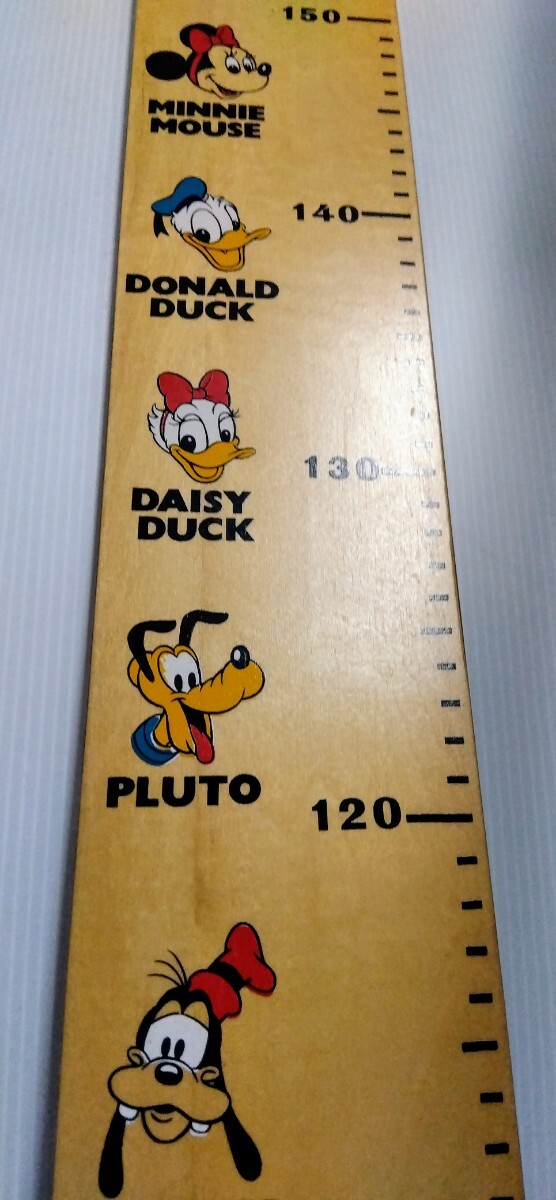 150
MINNIE
MOUSE
140
DONALD
DUCK
130
DAISY
DUCK
PLUTO
120